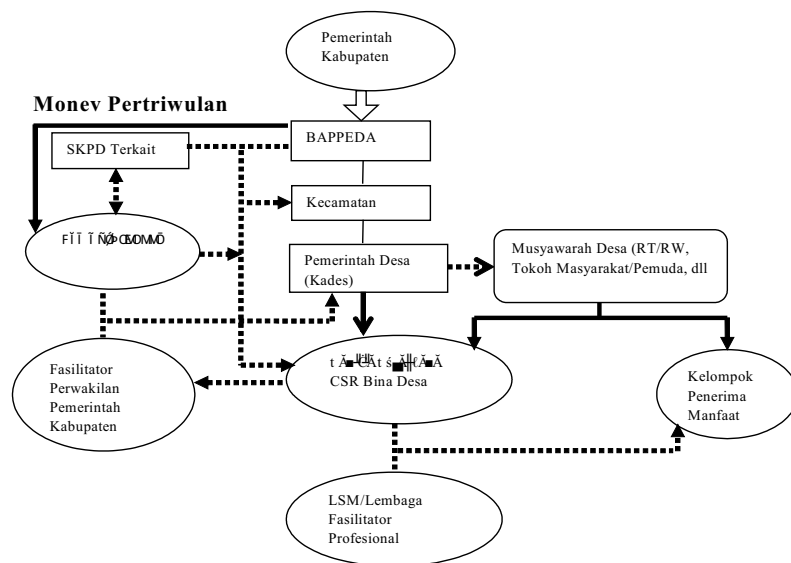 Pemerintah
Kabupaten
Monev Pertriwulan
BAPPEDA
SKPD Terkait
Kecamatan
Pemerintah Desa
(Kades)
Musyawarah Desa (RT/RW,
Tokoh Masyarakat/Pemuda, dll
CSR Bina Desa
Fasilitator
Perwakilan
Pemerintah
Kabupaten
Kelompok
Penerima
Manfaat
LSM/Lembaga
Fasilitator
Profesional